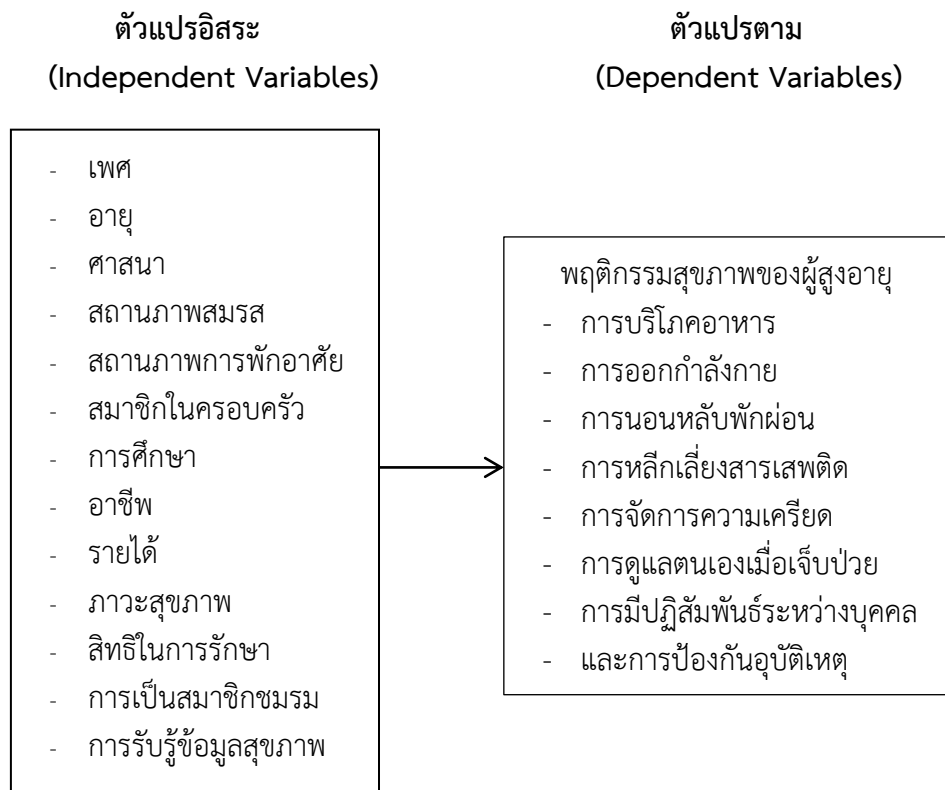 ตัวแปรอิสระ
(Independent Variables)
- เพศ
- อายุ
- ศาสนา
- สถานภาพสมรส
- สถานภาพการพักอาศัย
- สมาชิกในครอบครัว
- การศึกษา
- อาชีพ
- รายได้
- ภาวะสุขภาพ
- สิทธิในการรักษา
- การเป็นสมาชิกชมรม
- การรับรู้ข้อมูลสุขภาพ
ตัวแปรตาม
(Dependent Variables)
พฤติกรรมสุขภาพของผู้สูงอายุ
- การบริโภคอาหาร
- การออกกำลังกาย
- การนอนหลับพักผ่อน
- การหลีกเลี่ยงสารเสพติด
- การจัดการความเครียด
- การดูแลตนเองเมื่อเจ็บป่วย
- การมีปฏิสัมพันธ์ระหว่างบุคคล
- และการป้องกันอุบัติเหตุ